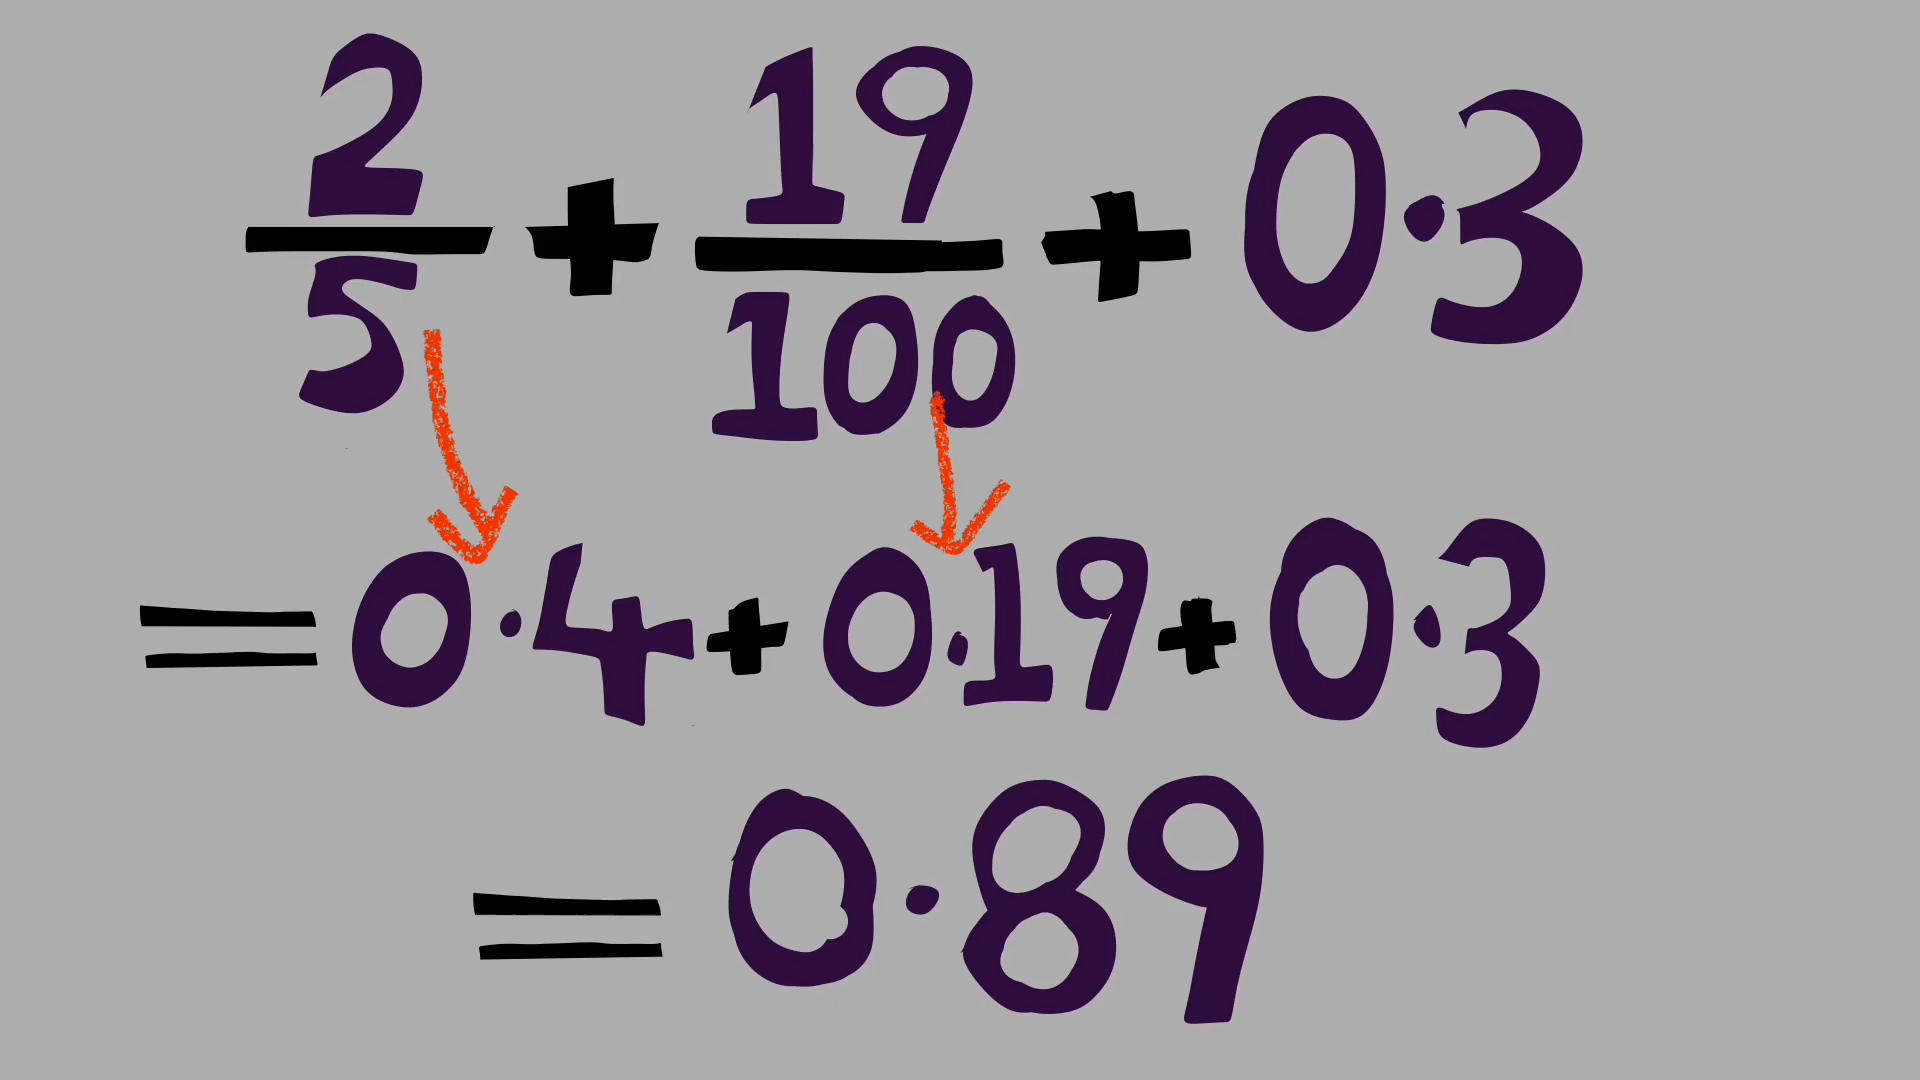 2/5 + 19/100 + 0.3
= 0.4 + 0.19 + 0.3
= 0.89